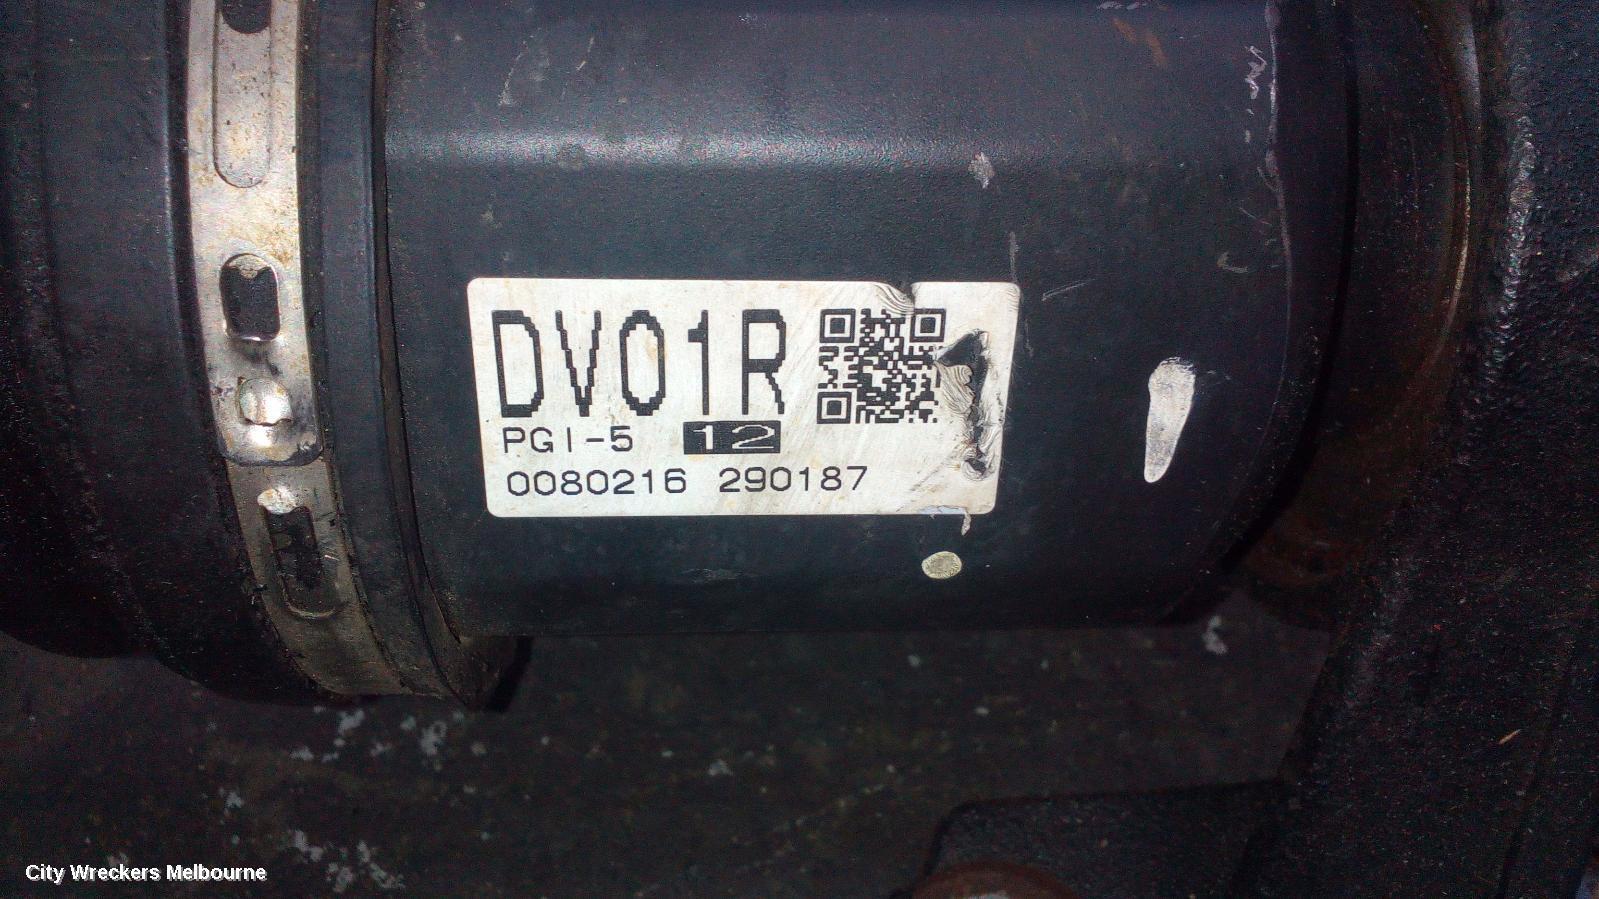 DV01R
PGI-5 12
0080216 290187
City Wreckers Melbourne